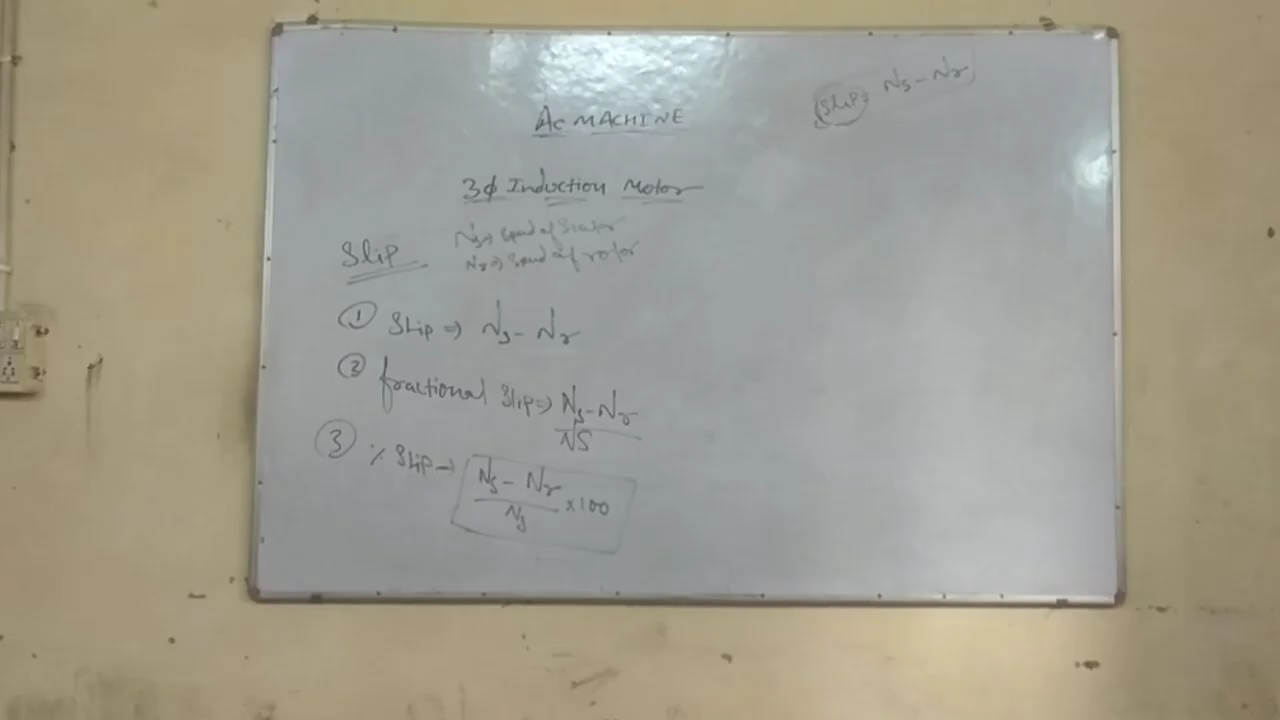 Slip = Ns - Nr
AC MACHINE
3φ Induction Motor
Slip
Ns → Speed of Stator
Nr ⇒ Speed of rotor
① Slip ⇒ Ns - Nr
② fractional Slip ⇒ Ns - Nr
NS
③ % Slip → Ns - Nr
Ns
x100